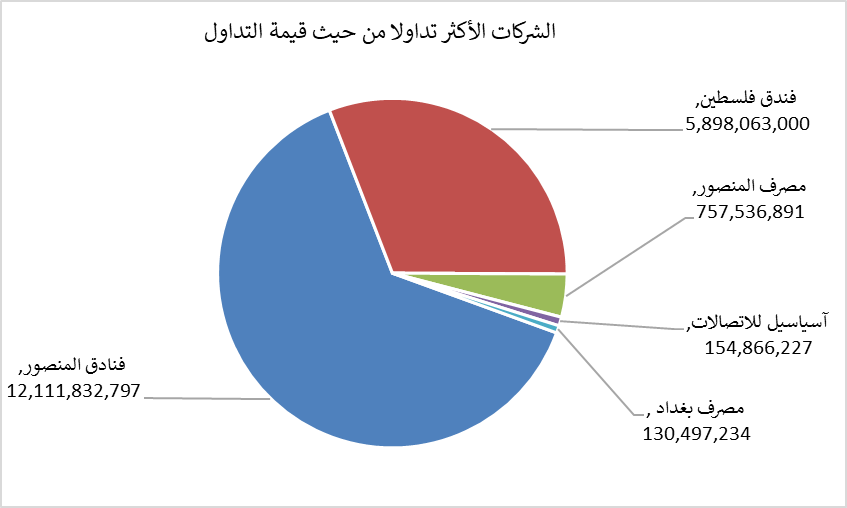 الشركات الأكثر تداولا من حيث قيمة التداول
فندق فلسطين,
5,898,063,000
مصرف المنصور,
757,536,891
آسياسيل للاتصالات,
154,866,227
مصرف بغداد ,
130,497,234
فنادق المنصور,
12,111,832,797